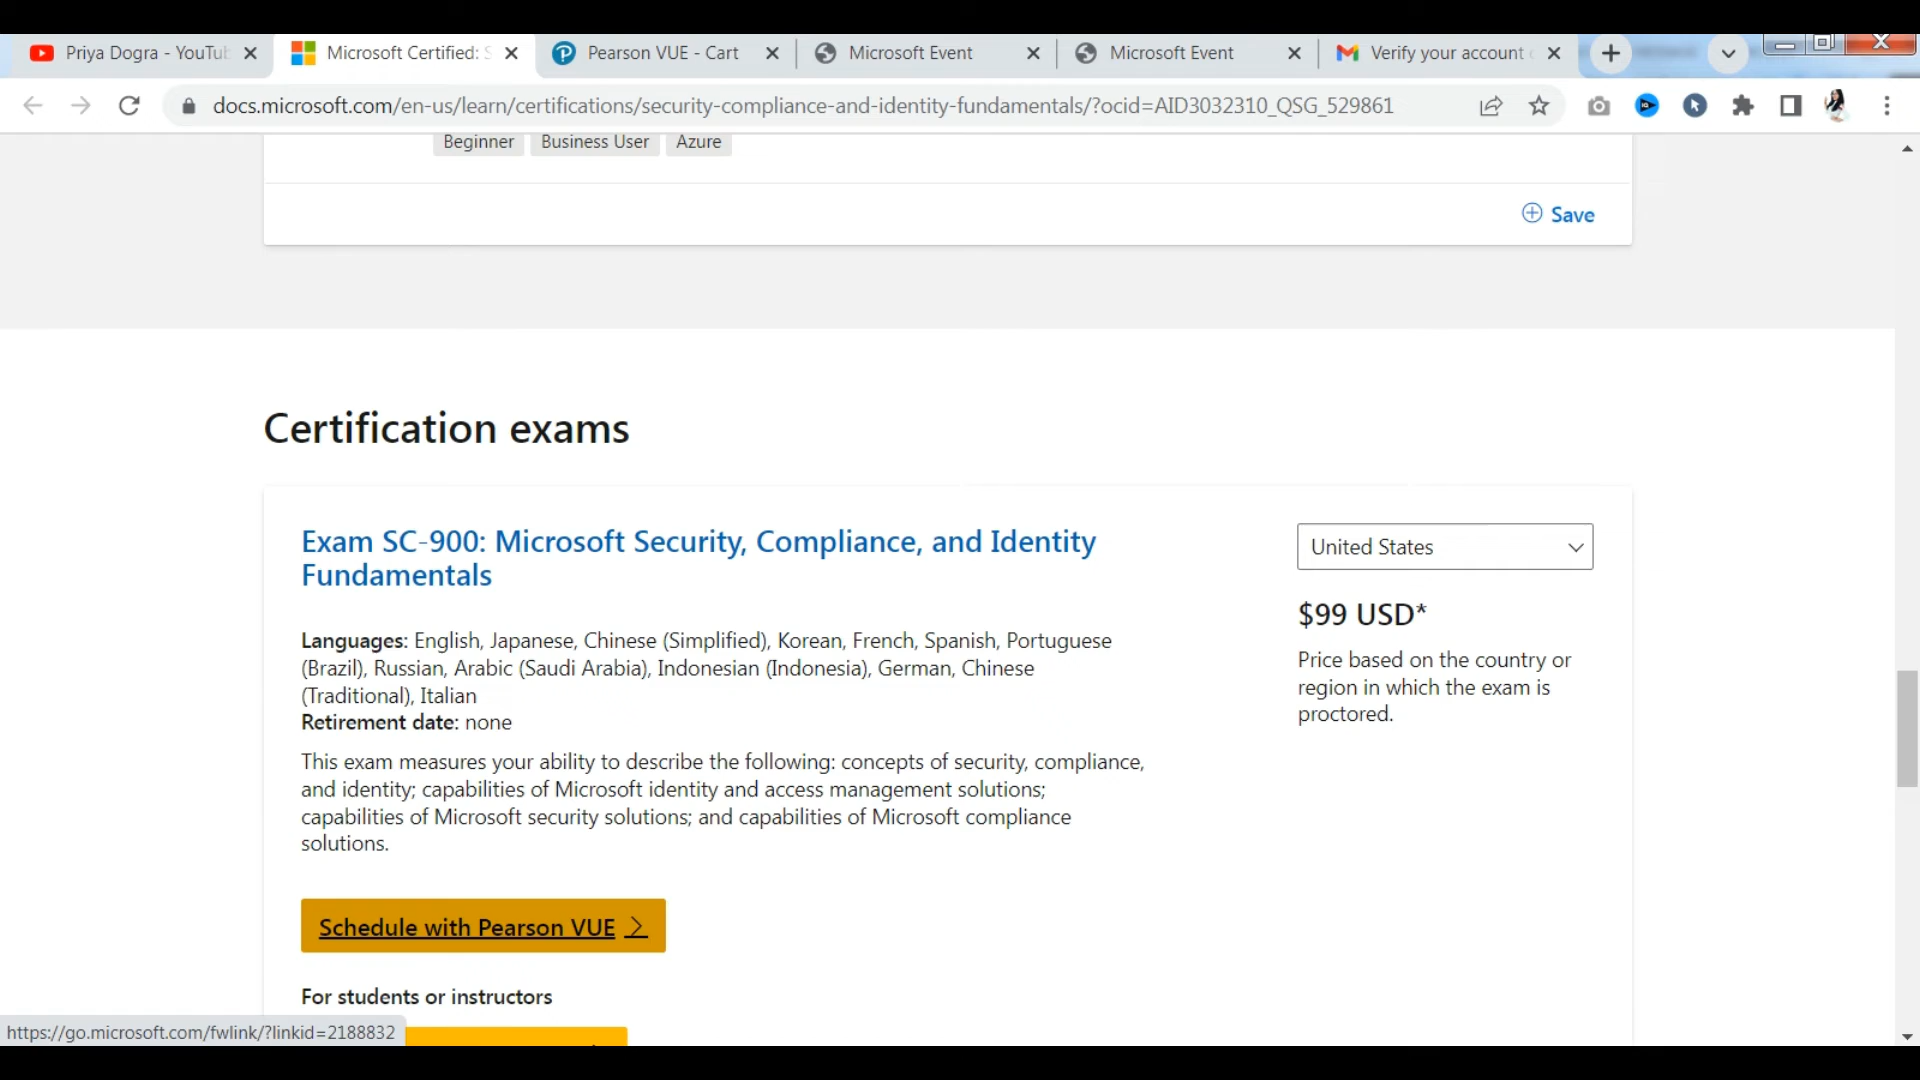 Priya Dogra - YouTub
Microsoft Certified: S
Pearson VUE - Cart
Microsoft Event
Microsoft Event
Verify your account
docs.microsoft.com/en-us/learn/certifications/security-compliance-and-identity-fundamentals/?ocid=AID3032310_QSG_529861
Beginner Business User Azure
Save
Certification exams
Exam SC-900: Microsoft Security, Compliance, and Identity
Fundamentals
United States
$99 USD*
Price based on the country or
region in which the exam is
proctored.
Languages: English, Japanese, Chinese (Simplified), Korean, French, Spanish, Portuguese
(Brazil), Russian, Arabic (Saudi Arabia), Indonesian (Indonesia), German, Chinese
(Traditional), Italian
Retirement date: none
This exam measures your ability to describe the following: concepts of security, compliance,
and identity; capabilities of Microsoft identity and access management solutions;
capabilities of Microsoft security solutions; and capabilities of Microsoft compliance
solutions.
Schedule with Pearson VUE
For students or instructors
https://go.microsoft.com/fwlink/?linkid=2188832